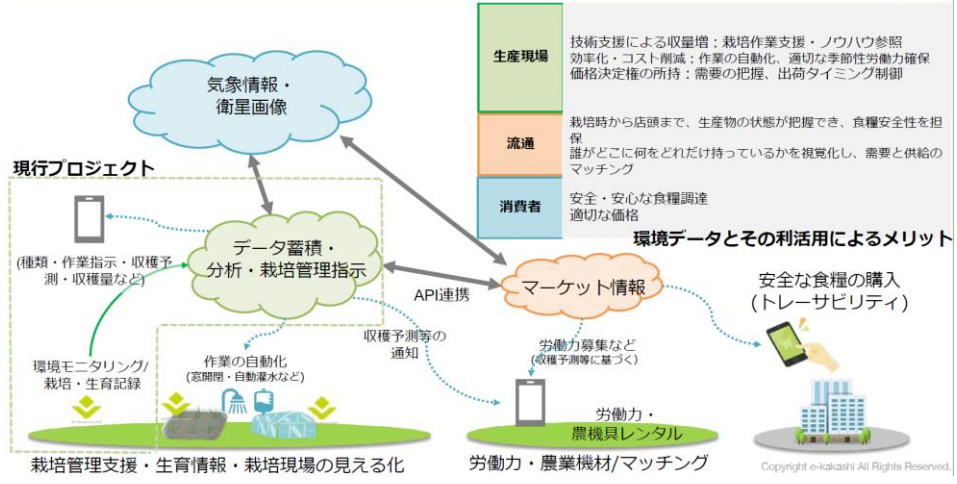 生産現場
技術支援による収量増：栽培作業支援・ノウハウ参照
効率化・コスト削減：作業の自動化、適切な季節性労働力確保
価格決定権の所持：需要の把握、出荷タイミング制御
流通
栽培時から店頭まで、生産物の状態が把握でき、食糧安全性を担
保
誰がどこに何をどれだけ持っているかを視覚化し、需要と供給の
マッチング
消費者
安全・安心な食糧調達
適切な価格
環境データとその利活用によるメリット
気象情報・
衛星画像
現行プロジェクト
(種類・作業指示・収穫予
測・収穫量など)
データ蓄積・
分析・栽培管理指示
API連携
マーケット情報
安全な食糧の購入
(トレーサビリティ)
環境モニタリング/
栽培・生育記録
作業の自動化
(窓開閉・自動灌水など)
収穫予測等の
通知
労働力募集など
(収穫予測等に基づく)
労働力・
農機具レンタル
栽培管理支援・生育情報・栽培現場の見える化
労働力・農業機材/マッチング
Copyright e-kakashi All Rights Reserved.